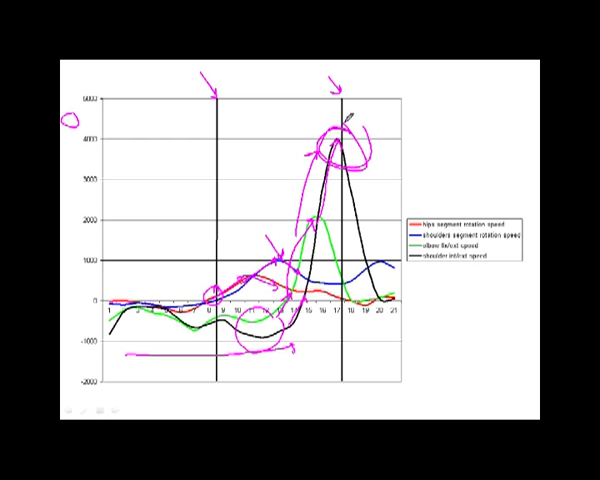 5000
4000
3000
2000
1000
0
-1000
-2000
1 3 5 6 7 8 9 10 11 12 13 14 15 16 17 18 19 20 21
hips segment rotation speed
shoulders segment rotation speed
elbow flx/ext speed
shoulder int/ext speed